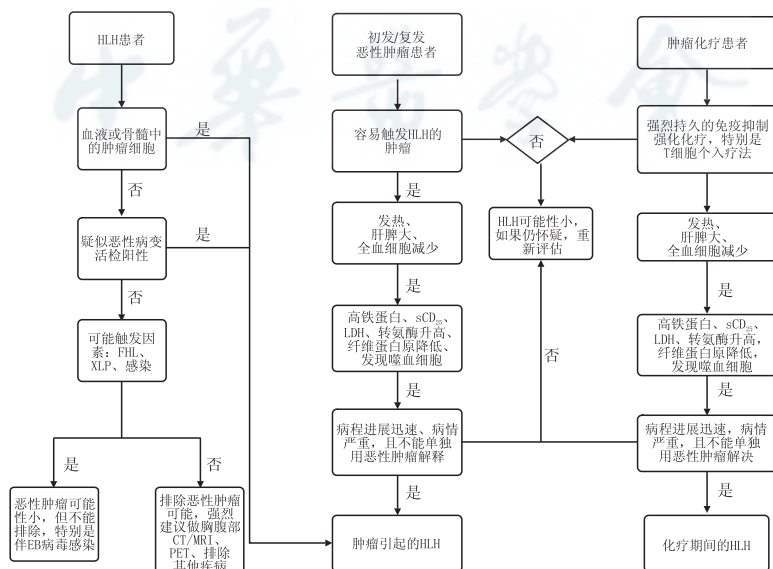 HLH患者
血液或骨髓中
的肿瘤细胞
是
否
疑似恶性病变
活检阳性
是
否
可能触发因
素：FHL、
XLP、感染
是
否
恶性肿瘤可能
性小，但不能
排除，特别是
伴EB病毒感染
排除恶性肿瘤
可能，强烈
建议做胸腹部
CT/MRI、
PET、排除
其他疾病
初发/复发
恶性肿瘤患者
容易触发HLH的
肿瘤
是
发热、
肝脾大、
全血细胞减少
是
高铁蛋白、sCD25、
LDH、转氨酶升高、
纤维蛋白原降低、
发现噬血细胞
是
病程进展迅速、病情
严重，且不能单独
用恶性肿瘤解释
是
肿瘤引起的HLH
否
HLH可能性小，
如果仍怀疑，重
新评估
否
肿瘤化疗患者
强烈持久的免疫抑制
强化化疗，特别是
T细胞个入疗法
是
发热、
肝脾大、
全血细胞减少
是
高铁蛋白、sCD25、
LDH、转氨酶升高，
纤维蛋白原降低，
发现噬血细胞
是
病程进展迅速，病情
严重，且不能单独
用恶性肿瘤解决
是
化疗期间的HLH
中華醫學會